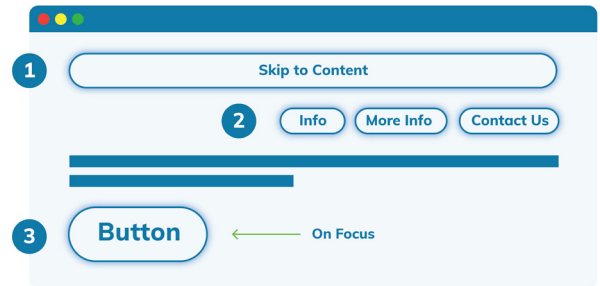 1 Skip to Content
2 Info More Info Contact Us
3 Button On Focus